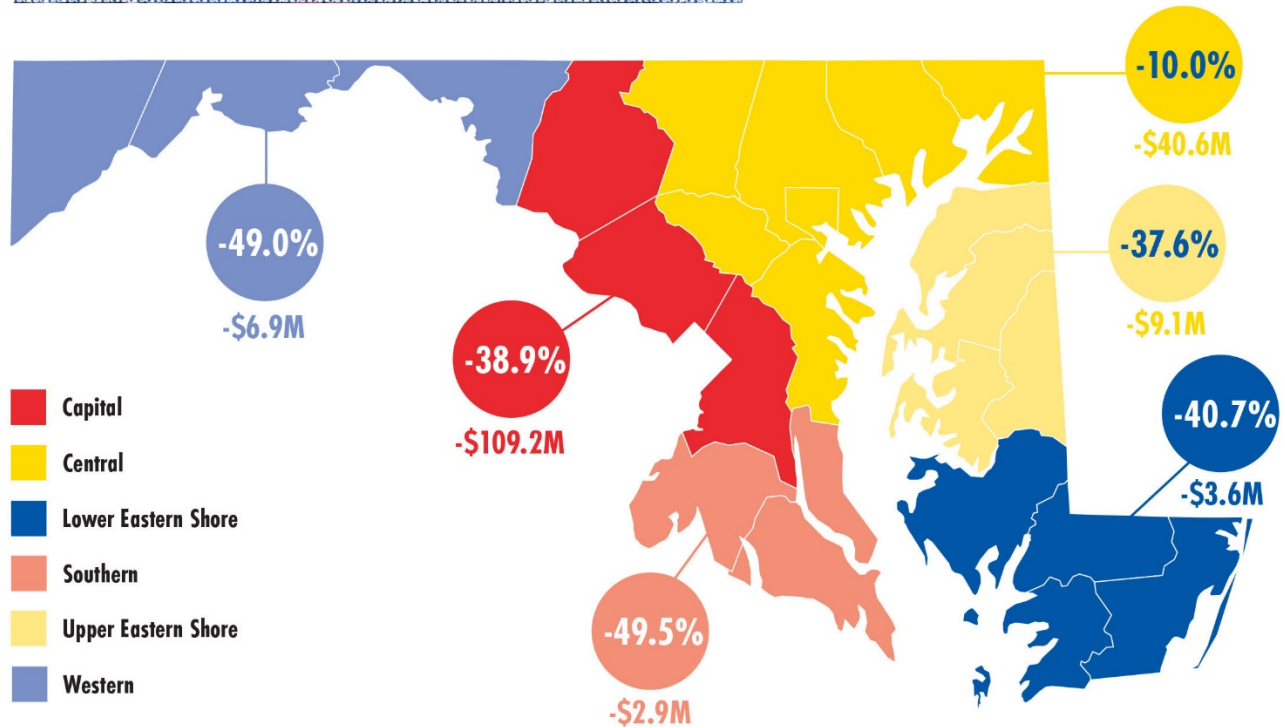 -10.0%
-$40.6M
-49.0%
-$6.9M
-37.6%
-$9.1M
-38.9%
-$109.2M
-40.7%
-$3.6M
-49.5%
-$2.9M
Capital
Central
Lower Eastern Shore
Southern
Upper Eastern Shore
Western